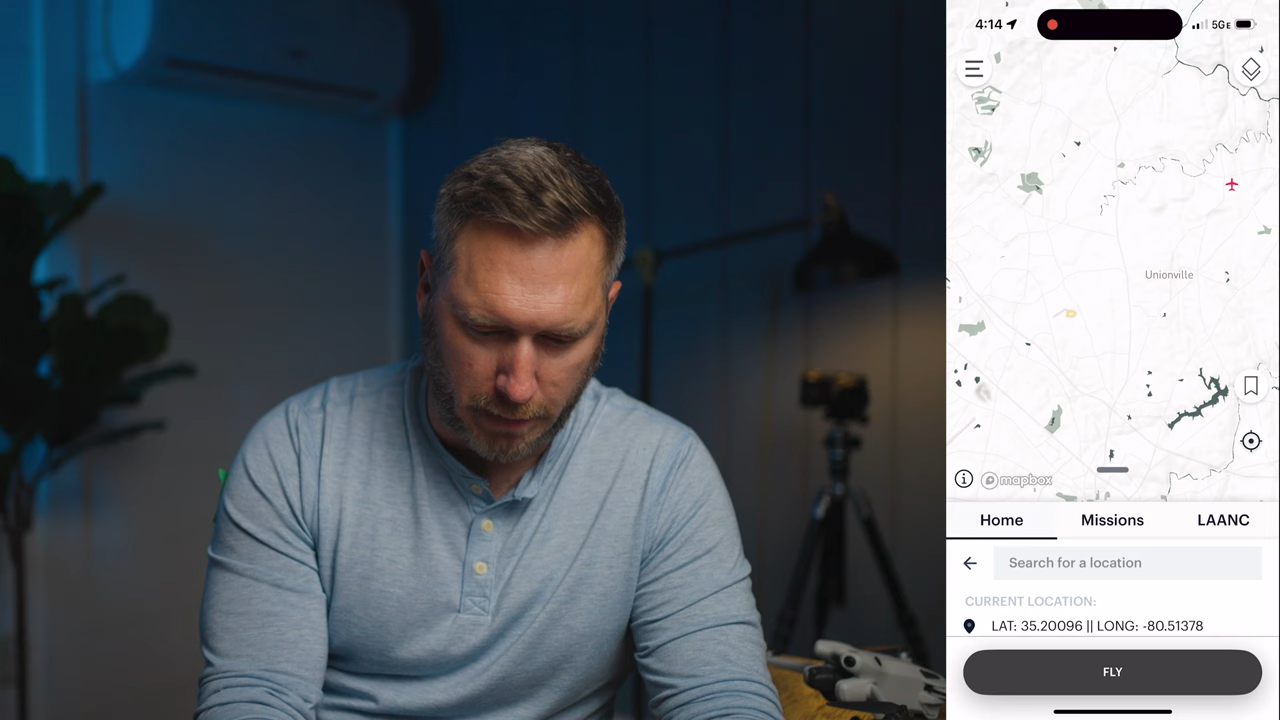 4:14
5GE
Unionville
mapbox
Home
Missions
LAANC
Search for a location
CURRENT LOCATION:
LAT: 35.20096 || LONG: -80.51378
FLY